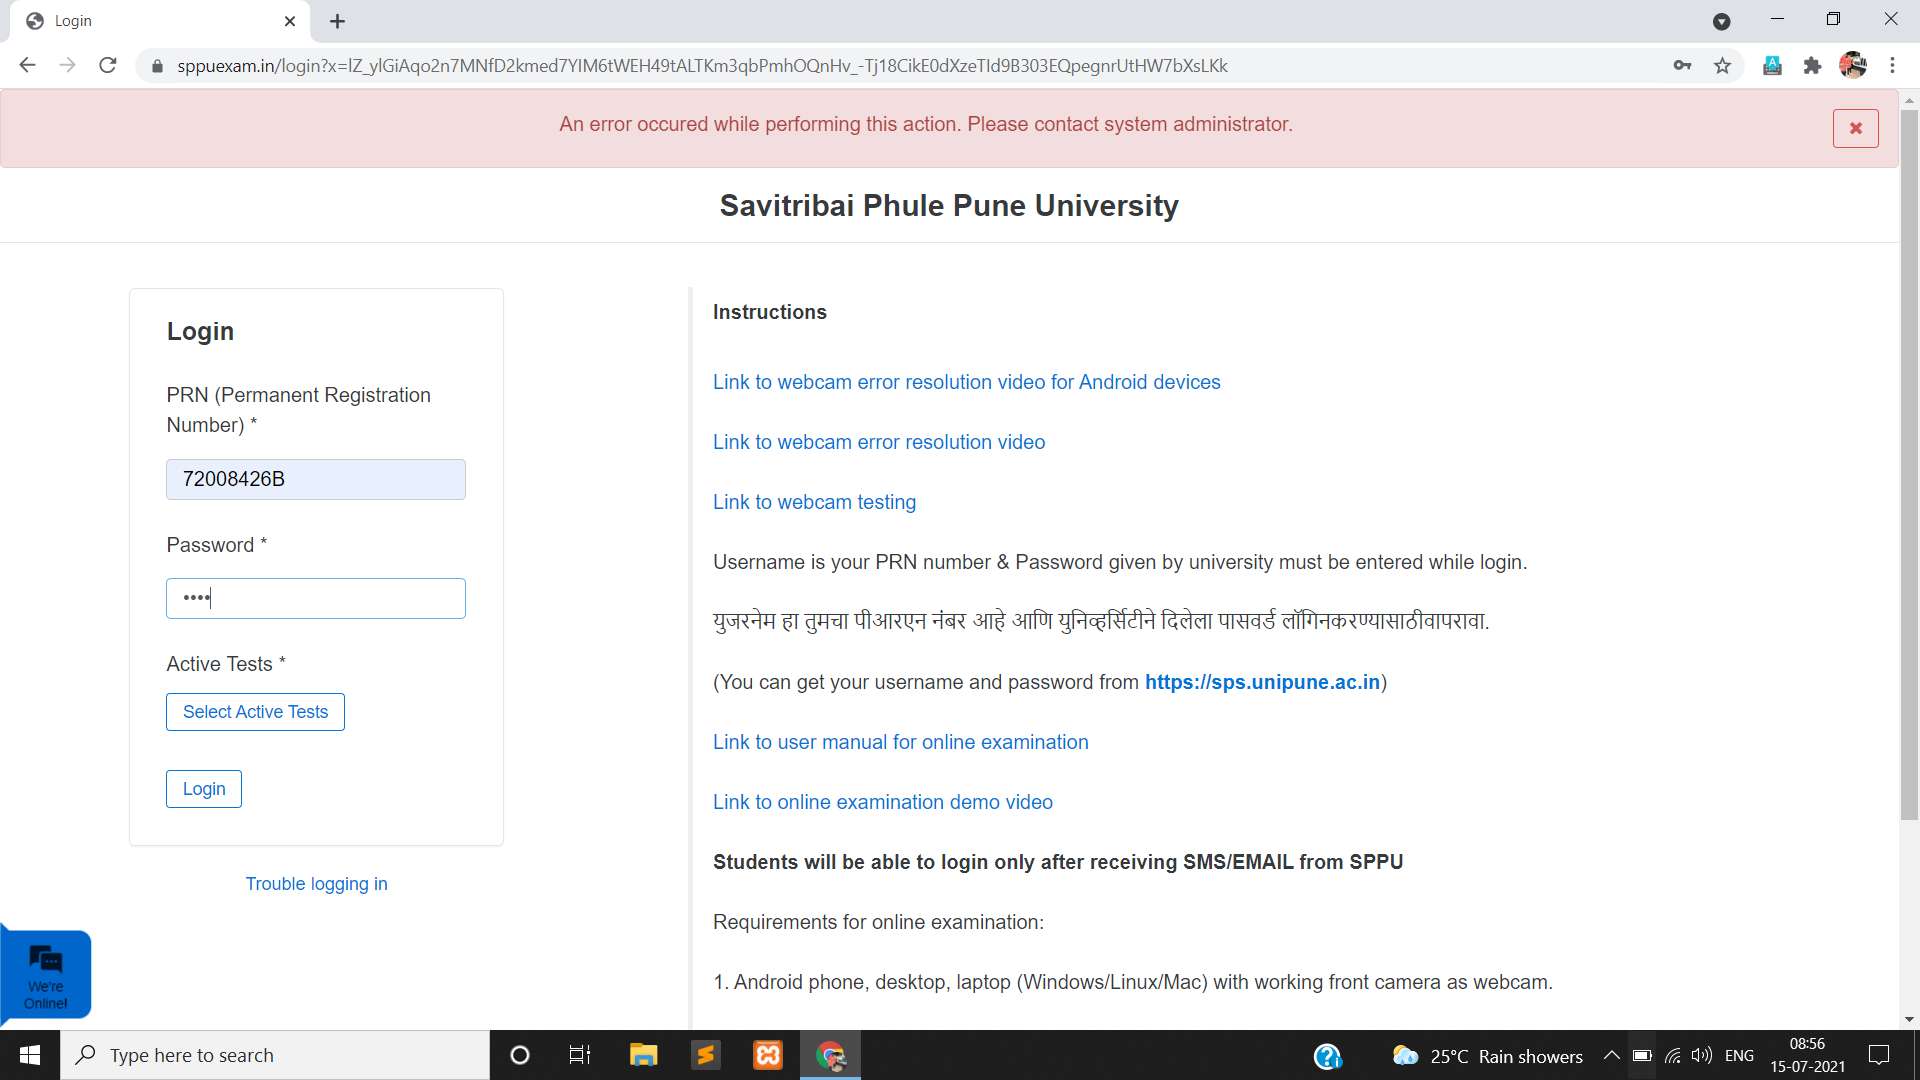 Login
sppuexam.in/login?x=lZ_ylGiAqo2n7MNfD2kmed7YIM6tWEH49tALTKm3qbPmhOQnHv_-Tj18CikE0dXzeTId9B303EQpegnrUtHW7bXsLKk
An error occured while performing this action. Please contact system administrator.
Savitribai Phule Pune University
Login
PRN (Permanent Registration
Number) *
72008426B
Password *
••••
Active Tests *
Select Active Tests
Login
Trouble logging in
We're
Online!
Instructions
Link to webcam error resolution video for Android devices
Link to webcam error resolution video
Link to webcam testing
Username is your PRN number & Password given by university must be entered while login.
युजरनेम हा तुमचा पीआरएन नंबर आहे आणि युनिव्हर्सिटीने दिलेला पासवर्ड लॉगिनकरण्यासाठीवापरावा.
(You can get your username and password from https://sps.unipune.ac.in)
Link to user manual for online examination
Link to online examination demo video
Students will be able to login only after receiving SMS/EMAIL from SPPU
Requirements for online examination:
1. Android phone, desktop, laptop (Windows/Linux/Mac) with working front camera as webcam.
Type here to search
25°C Rain showers
ENG
08:56
15-07-2021